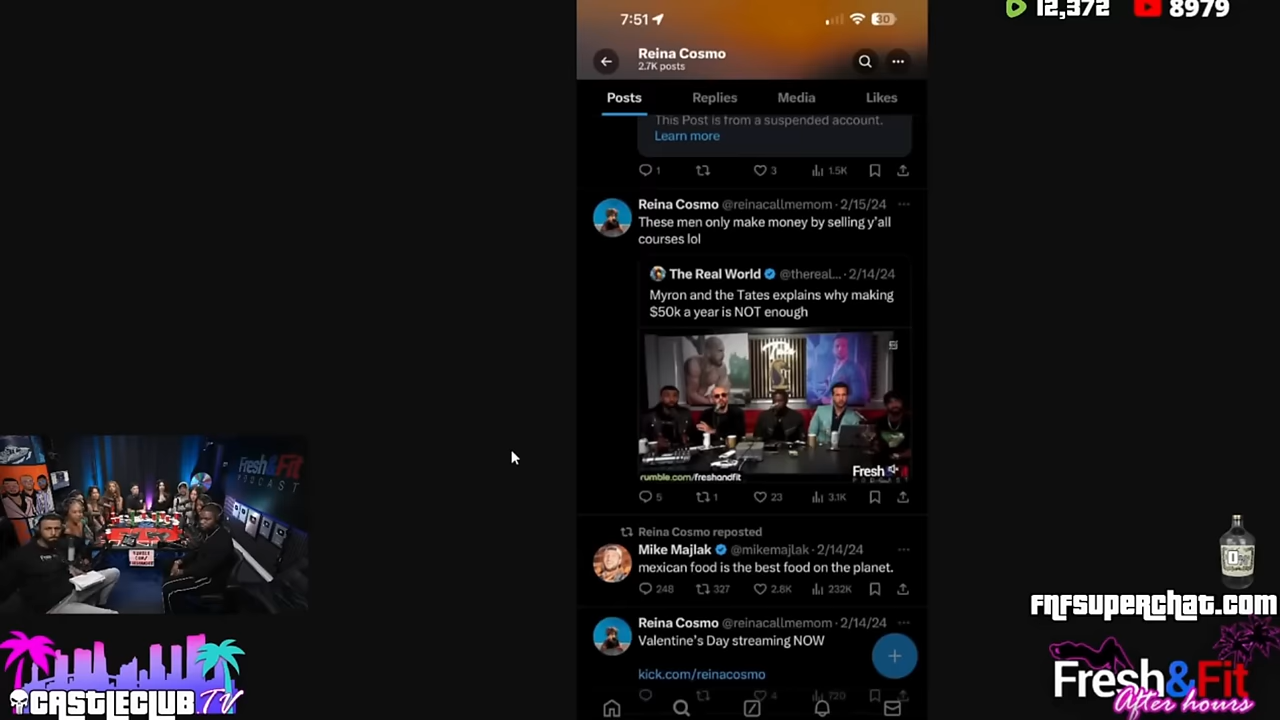 12,372
8979
7:51
30
Reina Cosmo
2.7K posts
Posts
Replies
Media
Likes
This Post is from a suspended account.
Learn more
1
3
1.5K
Reina Cosmo @reinacallmemom · 2/15/24
These men only make money by selling y'all
courses lol
The Real World @thereal... · 2/14/24
Myron and the Tates explains why making
$50k a year is NOT enough
Tate
Fresh
rumble.com/freshandfit
5
1
23
3.1K
Reina Cosmo reposted
Mike Majlak @mikemajlak · 2/14/24
mexican food is the best food on the planet.
248
327
2.8K
232K
Reina Cosmo @reinacallmemom · 2/14/24
Valentine's Day streaming NOW
kick.com/reinacosmo
4
720
Fresh&Fit
PODCAST
CASTLECLUB.TV
FNFSUPERCHAT.COM
Fresh&Fit
After hours